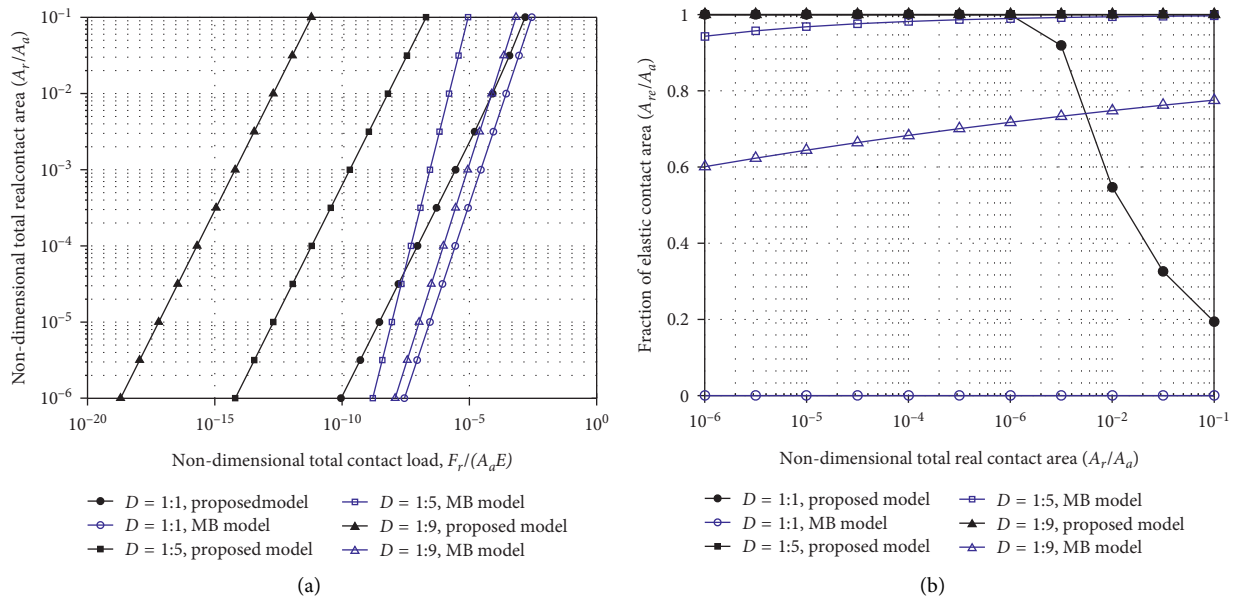 Non-dimensional total realcontact area (A_r/A_a)
10⁻¹
10⁻²
10⁻³
10⁻⁴
10⁻⁵
10⁻⁶
10⁻²⁰
10⁻¹⁵
10⁻¹⁰
10⁻⁵
10⁰
Non-dimensional total contact load, F_r/(A_aE)
D = 1:1, proposedmodel
D = 1:1, MB model
D = 1:5, proposed model
D = 1:5, MB model
D = 1:9, proposed model
D = 1:9, MB model
(a)
Fraction of elastic contact area (A_re/A_a)
1
0.8
0.6
0.4
0.2
0
10⁻⁶
10⁻⁵
10⁻⁴
10⁻⁶
10⁻²
10⁻¹
Non-dimensional total real contact area (A_r/A_a)
D = 1:1, proposed model
D = 1:1, MB model
D = 1:5, proposed model
D = 1:5, MB model
D = 1:9, proposed model
D = 1:9, MB model
(b)